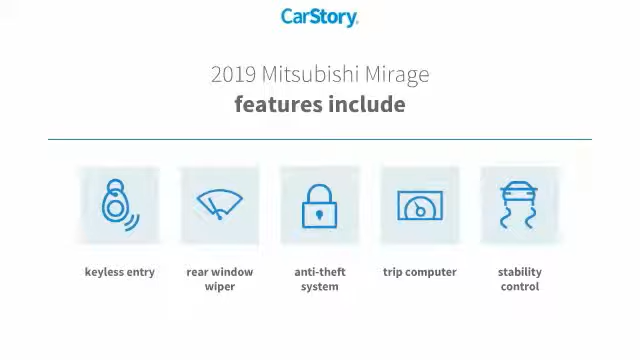 CarStory.
2019 Mitsubishi Mirage
features include
keyless entry
rear window
wiper
anti-theft
system
trip computer
stability
control